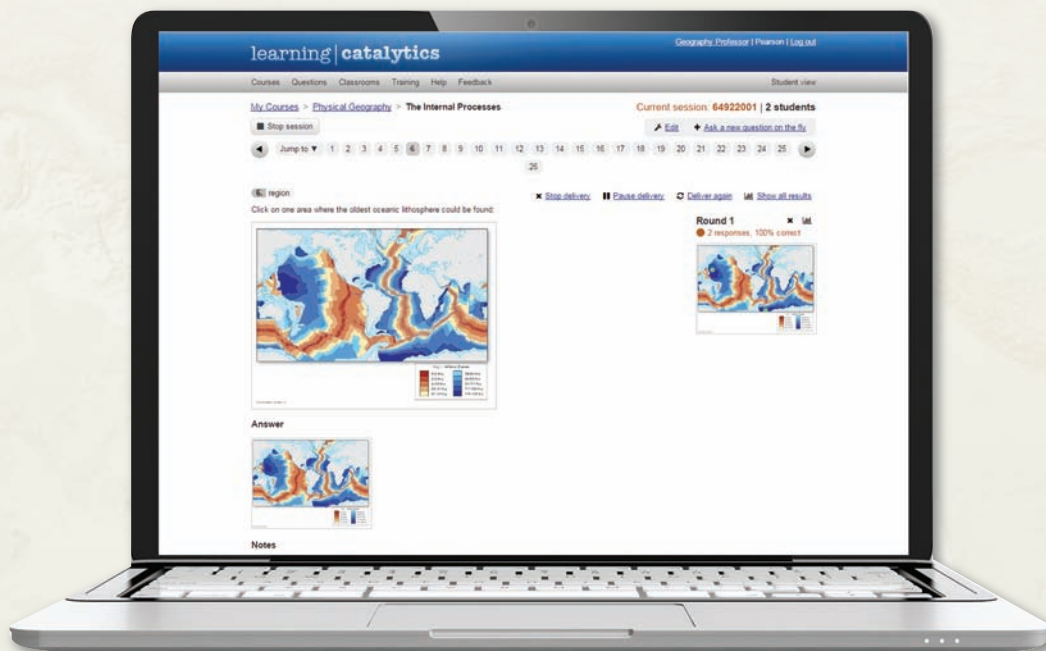 learning | catalytics
Geography Professor | Pearson | Log out
Courses Questions Classrooms Training Help Feedback
Student view
My Courses > Physical Geography > The Internal Processes
Current session: 64922001 | 2 students
Stop session
Edit
Ask a new question on the fly
Jump to 1 2 3 4 5 6 7 8 9 10 11 12 13 14 15 16 17 18 19 20 21 22 23 24 25
26
6. region
Stop delivery
Pause delivery
Deliver again
Show all results
Click on one area where the oldest oceanic lithosphere could be found:
Round 1
2 responses, 100% correct
Answer
Notes